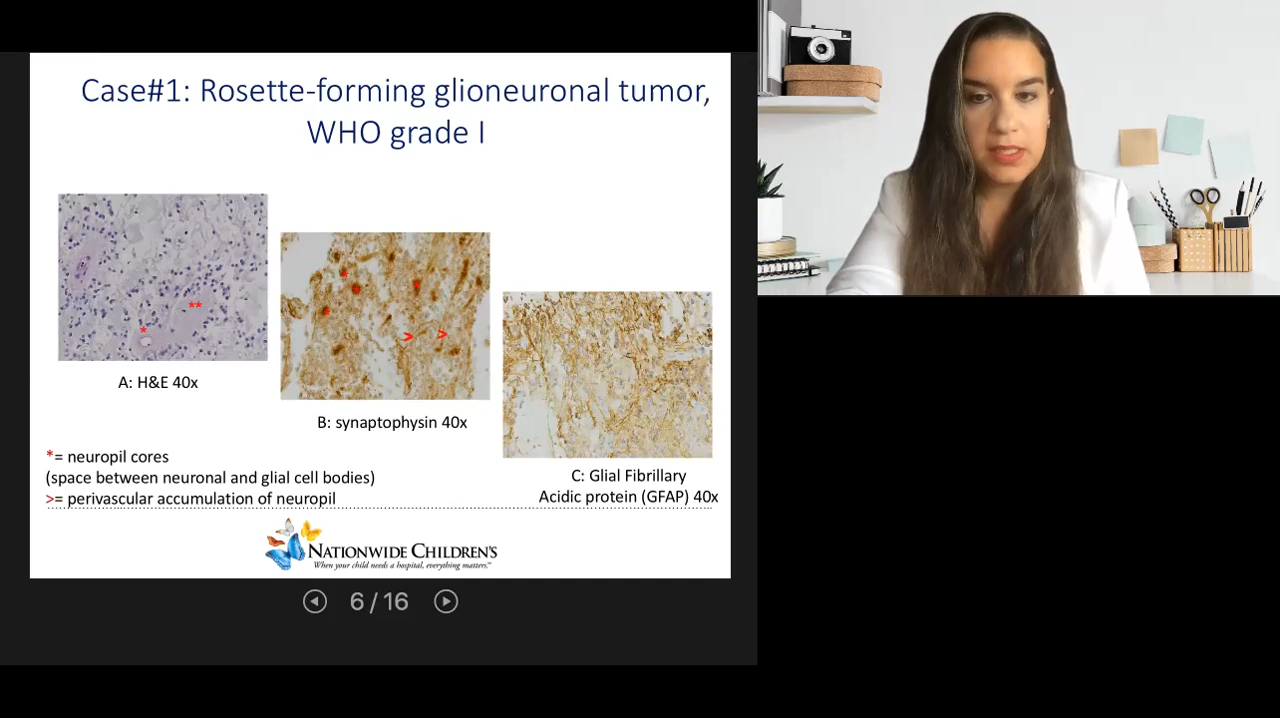 Case#1: Rosette-forming glioneuronal tumor,
WHO grade I
**
*
*
*
*
> >
A: H&E 40x
B: synaptophysin 40x
*= neuropil cores
(space between neuronal and glial cell bodies)
>= perivascular accumulation of neuropil
C: Glial Fibrillary
Acidic protein (GFAP) 40x
NATIONWIDE CHILDREN'S
When your child needs a hospital, everything matters.™
6 / 16